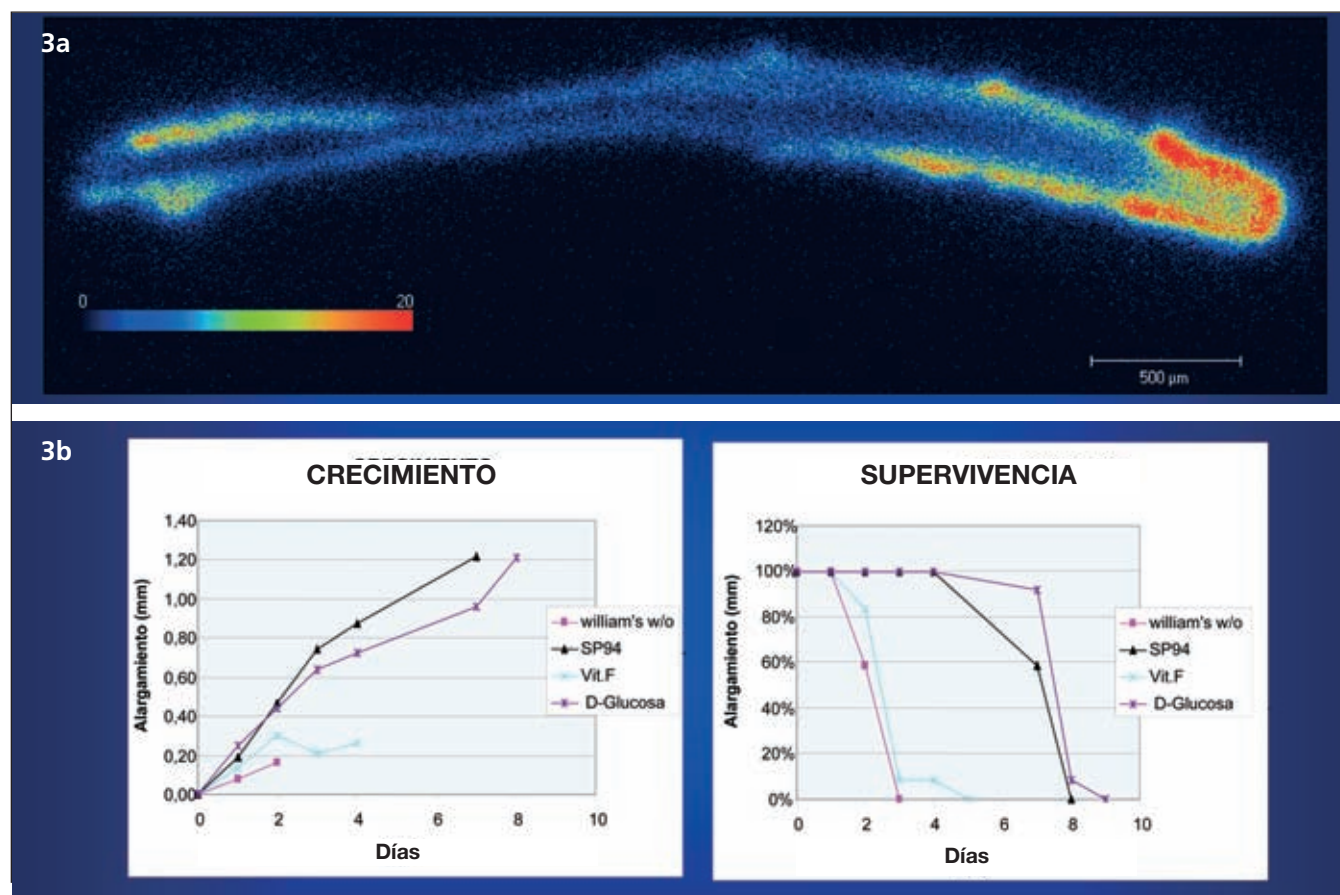 3a
0 20
500 µm
3b
CRECIMIENTO
1,40
1,20
1,00
0,80
0,60
0,40
0,20
0,00
0 2 4 6 8 10
Alargamiento (mm)
Días
william's w/o
SP94
Vit.F
D-Glucosa
SUPERVIVENCIA
120%
100%
80%
60%
40%
20%
0%
0 2 4 6 8 10
Alargamiento (mm)
Días
william's w/o
SP94
Vit.F
D-Glucosa